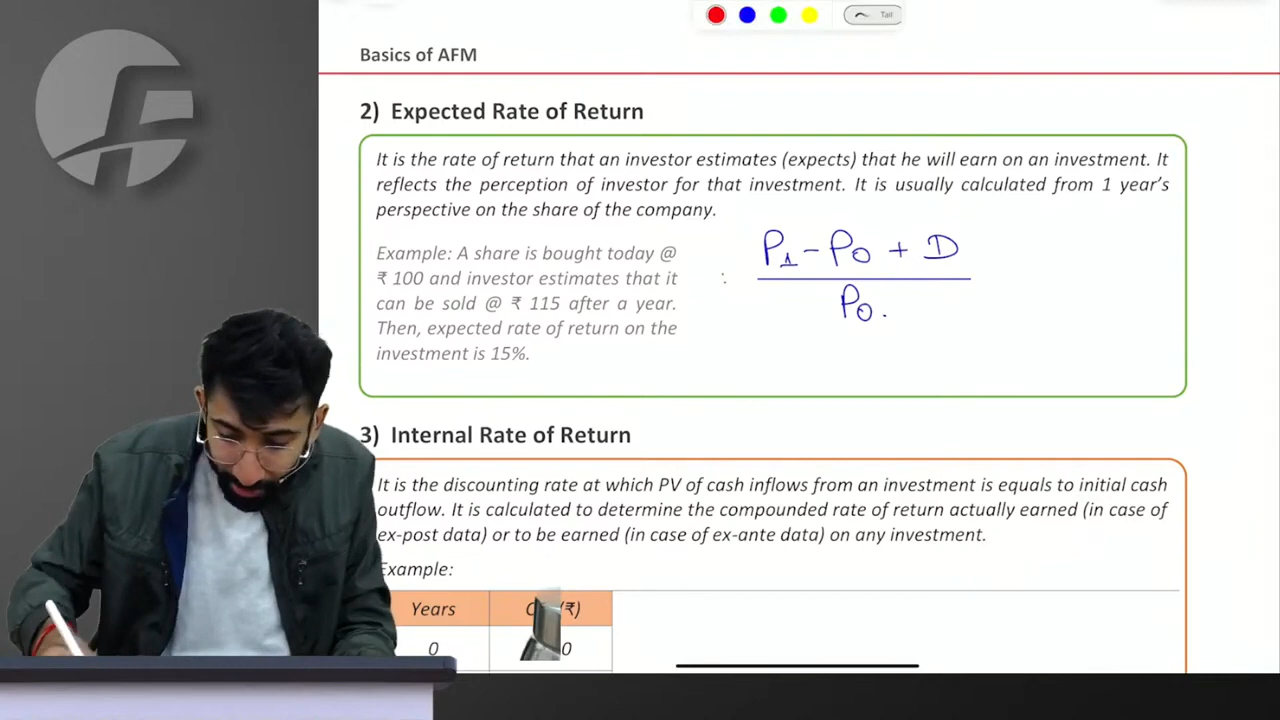 Tail
Basics of AFM
2) Expected Rate of Return
It is the rate of return that an investor estimates (expects) that he will earn on an investment. It
reflects the perception of investor for that investment. It is usually calculated from 1 year's
perspective on the share of the company.
Example: A share is bought today @
₹ 100 and investor estimates that it
can be sold @ ₹ 115 after a year.
Then, expected rate of return on the
investment is 15%.
: P1 - P0 + D
P0.
3) Internal Rate of Return
It is the discounting rate at which PV of cash inflows from an investment is equals to initial cash
outflow. It is calculated to determine the compounded rate of return actually earned (in case of
ex-post data) or to be earned (in case of ex-ante data) on any investment.
Example:
Years (₹)
0 0